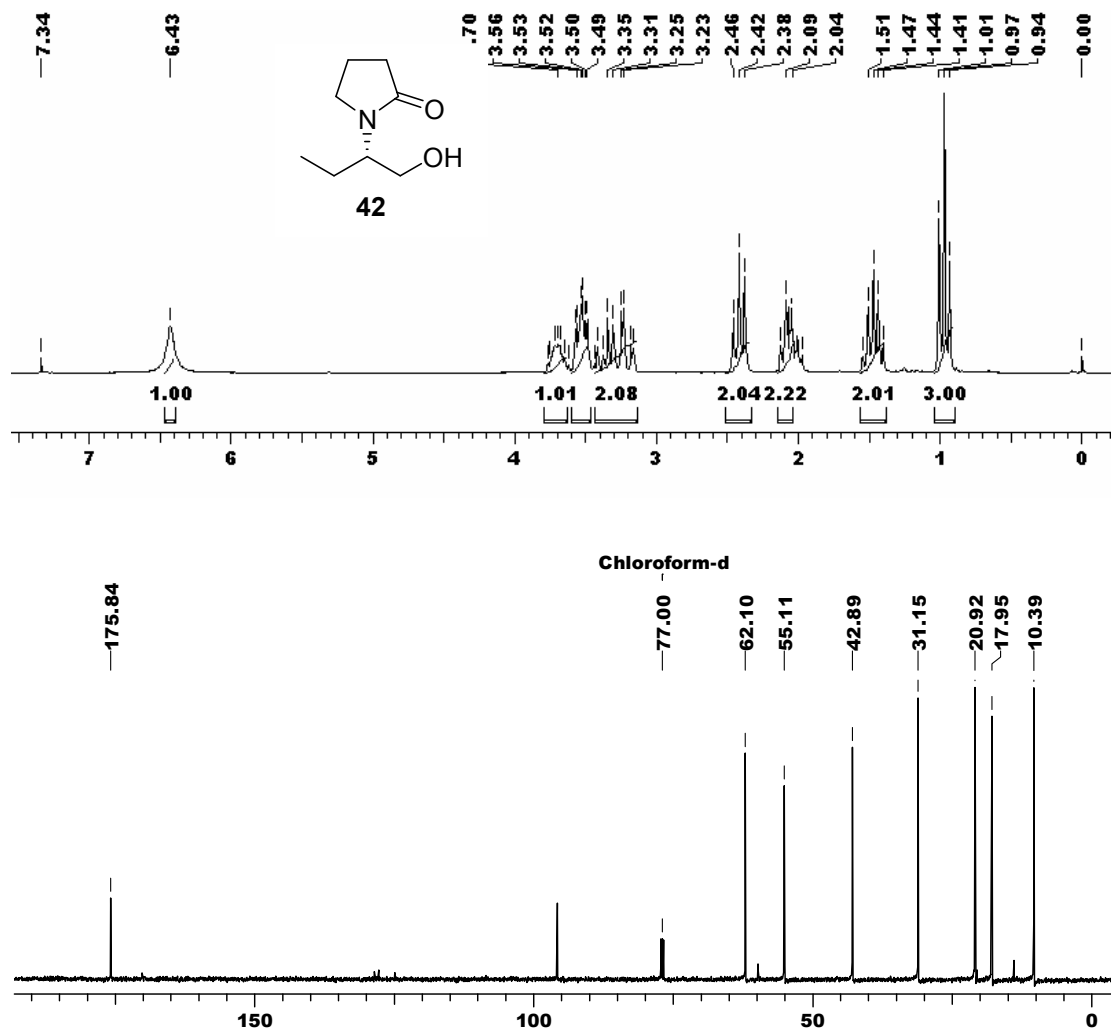 7.34 6.43 .70 3.56 3.53 3.52 3.50 3.49 3.35 3.31 3.25 3.23 2.46 2.42 2.38 2.09 2.04 1.51 1.47 1.44 1.41 1.01 0.97 0.94 0.00
N
O
OH
42
1.00 1.01 2.08 2.04 2.22 2.01 3.00
7 6 5 4 3 2 1 0
Chloroform-d
175.84 77.00 62.10 55.11 42.89 31.15 20.92 17.95 10.39
150 100 50 0